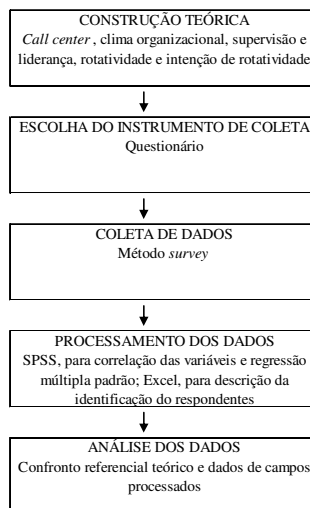 CONSTRUÇÃO TEÓRICA
Call center, clima organizacional, supervisão e
liderança, rotatividade e intenção de rotatividade
ESCOLHA DO INSTRUMENTO DE COLETA
Questionário
COLETA DE DADOS
Método survey
PROCESSAMENTO DOS DADOS
SPSS, para correlação das variáveis e regressão
múltipla padrão; Excel, para descrição da
identificação do respondentes
ANÁLISE DOS DADOS
Confronto referencial teórico e dados de campos
processados